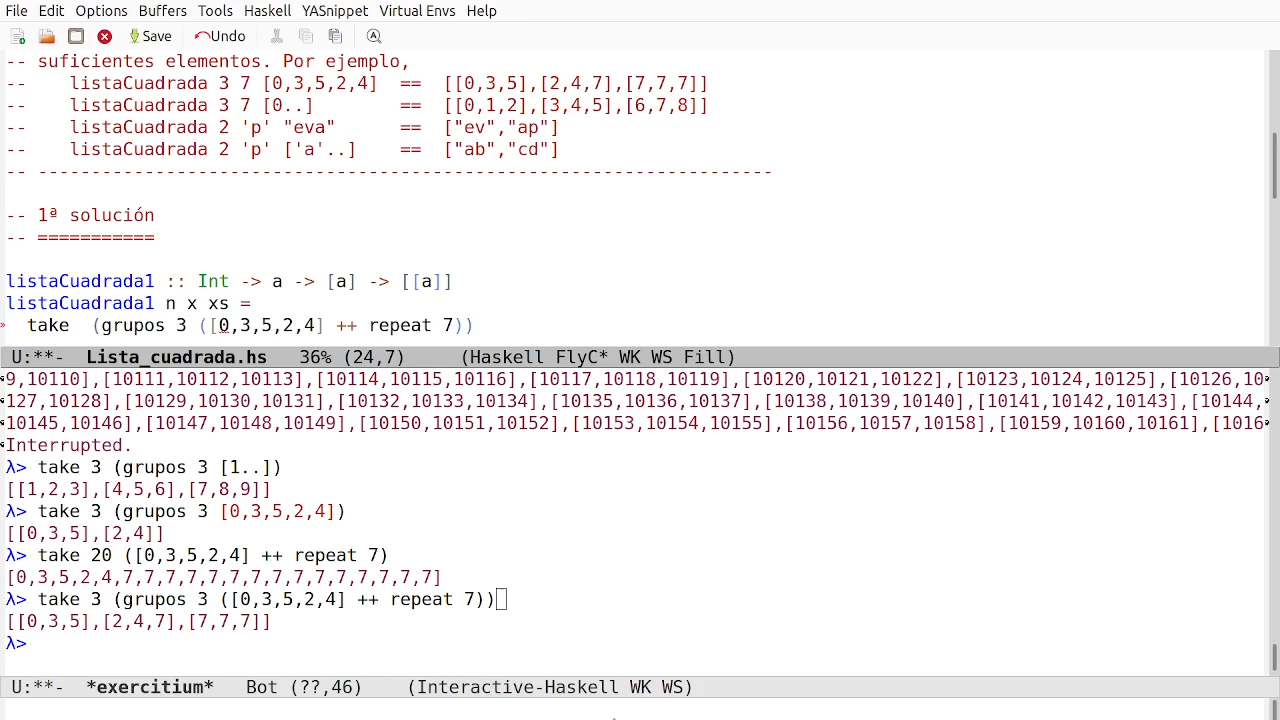 File Edit Options Buffers Tools Haskell YASnippet Virtual Envs Help
Save Undo
-- suficientes elementos. Por ejemplo,
--    listaCuadrada 3 7 [0,3,5,2,4]  ==  [[0,3,5],[2,4,7],[7,7,7]]
--    listaCuadrada 3 7 [0..]        ==  [[0,1,2],[3,4,5],[6,7,8]]
--    listaCuadrada 2 'p' "eva"      ==  ["ev","ap"]
--    listaCuadrada 2 'p' ['a'..]    ==  ["ab","cd"]
-- ---------------------------------------------------------------------
-- 1ª solución
-- ===========
listaCuadrada1 :: Int -> a -> [a] -> [[a]]
listaCuadrada1 n x xs =
  take  (grupos 3 ([0,3,5,2,4] ++ repeat 7))
U:**-  Lista_cuadrada.hs   36% (24,7)     (Haskell FlyC* WK WS Fill)
9,10110],[10111,10112,10113],[10114,10115,10116],[10117,10118,10119],[10120,10121,10122],[10123,10124,10125],[10126,10
127,10128],[10129,10130,10131],[10132,10133,10134],[10135,10136,10137],[10138,10139,10140],[10141,10142,10143],[10144,
10145,10146],[10147,10148,10149],[10150,10151,10152],[10153,10154,10155],[10156,10157,10158],[10159,10160,10161],[1016
Interrupted.
λ> take 3 (grupos 3 [1..])
[[1,2,3],[4,5,6],[7,8,9]]
λ> take 3 (grupos 3 [0,3,5,2,4])
[[0,3,5],[2,4]]
λ> take 20 ([0,3,5,2,4] ++ repeat 7)
[0,3,5,2,4,7,7,7,7,7,7,7,7,7,7,7,7,7,7,7]
λ> take 3 (grupos 3 ([0,3,5,2,4] ++ repeat 7))
[[0,3,5],[2,4,7],[7,7,7]]
λ>
U:**-  *exercitium*   Bot (??,46)    (Interactive-Haskell WK WS)